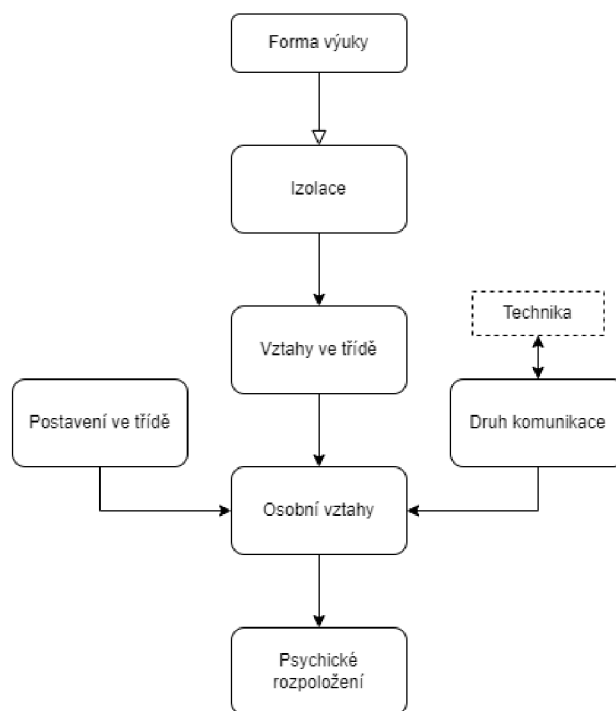 Forma výuky
Izolace
Technika
Vztahy ve třídě
Postavení ve třídě
Druh komunikace
Osobní vztahy
Psychické
rozpoložení